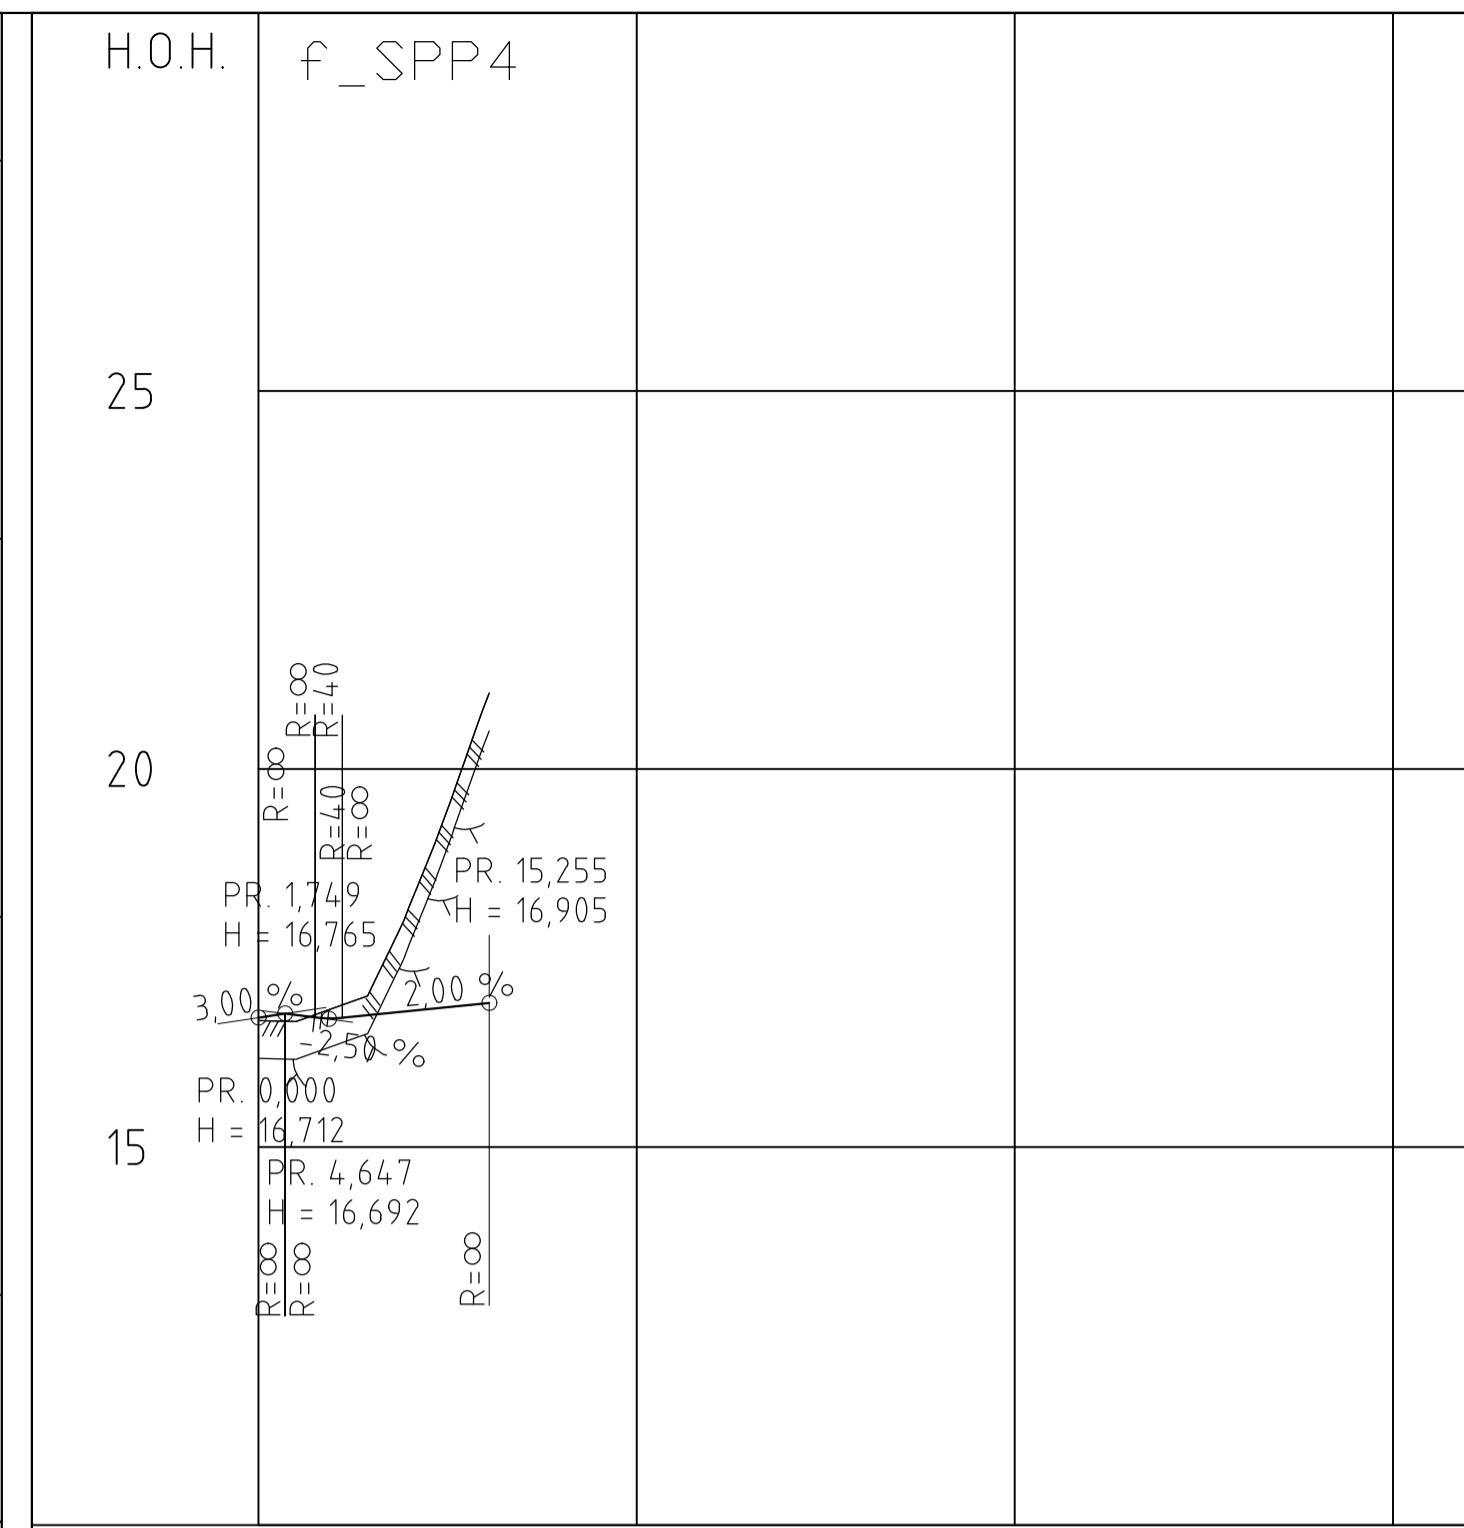 H.O.H.
f_SPP4
25
R=∞
R=40
20
R=∞
R=40
R=∞
PR. 15,255
H = 16,905
PR. 1,749
H = 16,765
3,00 %
2,00 %
-2,50 %
PR. 0,000
H = 16,712
15
PR. 4,647
H = 16,692
R=∞
R=∞
R=∞